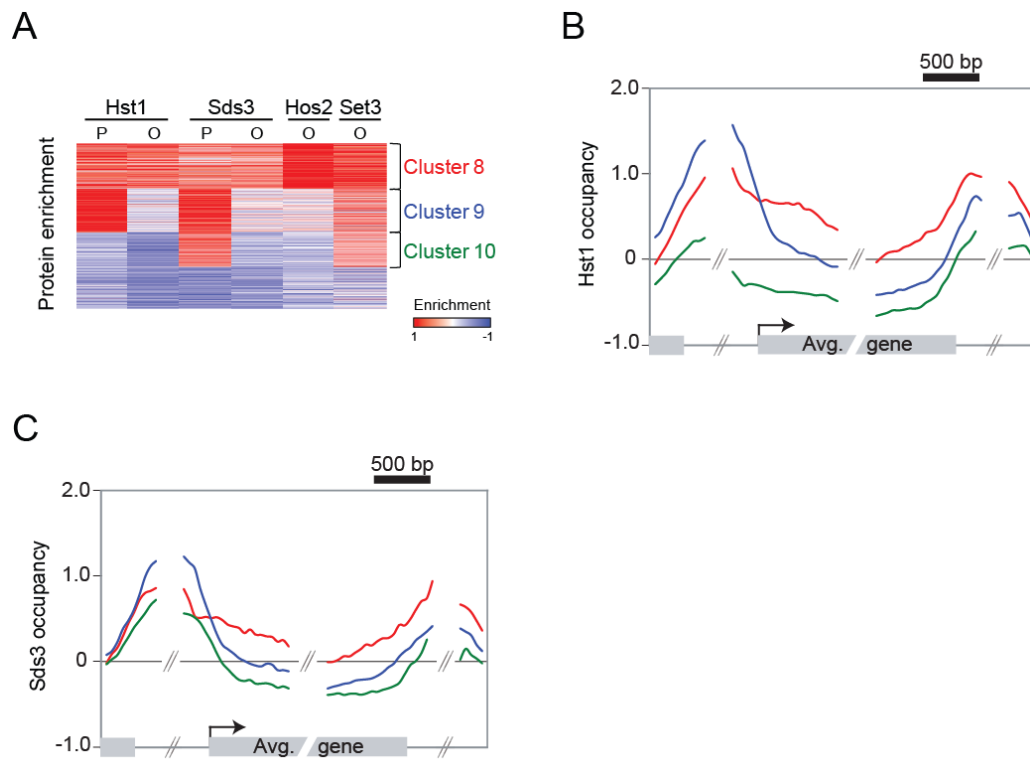 A
Hst1 Sds3 Hos2 Set3
P O P O O O
Protein enrichment
Cluster 8
Cluster 9
Cluster 10
Enrichment
1 -1
B
500 bp
2.0
1.0
0
-1.0
Hst1 occupancy
Avg. gene
C
500 bp
2.0
1.0
0
-1.0
Sds3 occupancy
Avg. gene